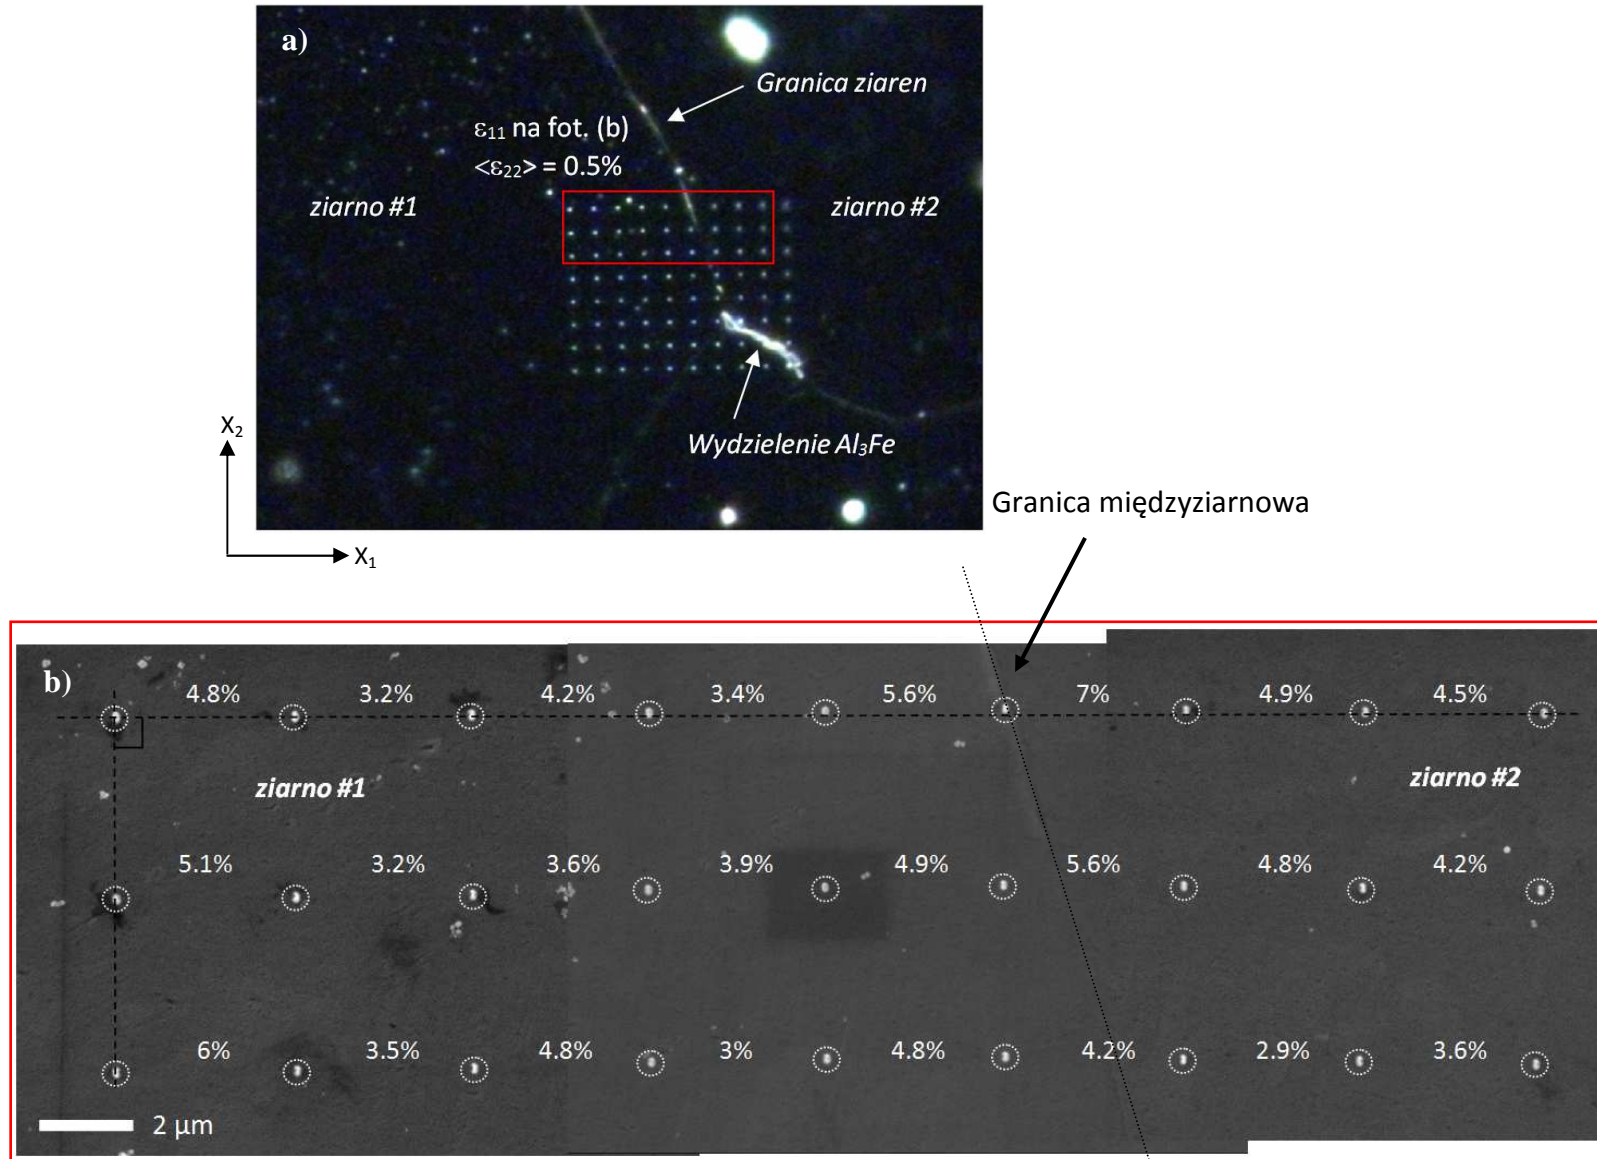 a)
Granica ziaren
ε₁₁ na fot. (b)
<ε₂₂> = 0.5%
ziarno #1
ziarno #2
Wydzielenie Al₃Fe
X₂
X₁
Granica międzyziarnowa
b)
4.8% 3.2% 4.2% 3.4% 5.6% 7% 4.9% 4.5%
ziarno #1
ziarno #2
5.1% 3.2% 3.6% 3.9% 4.9% 5.6% 4.8% 4.2%
6% 3.5% 4.8% 3% 4.8% 4.2% 2.9% 3.6%
2 μm